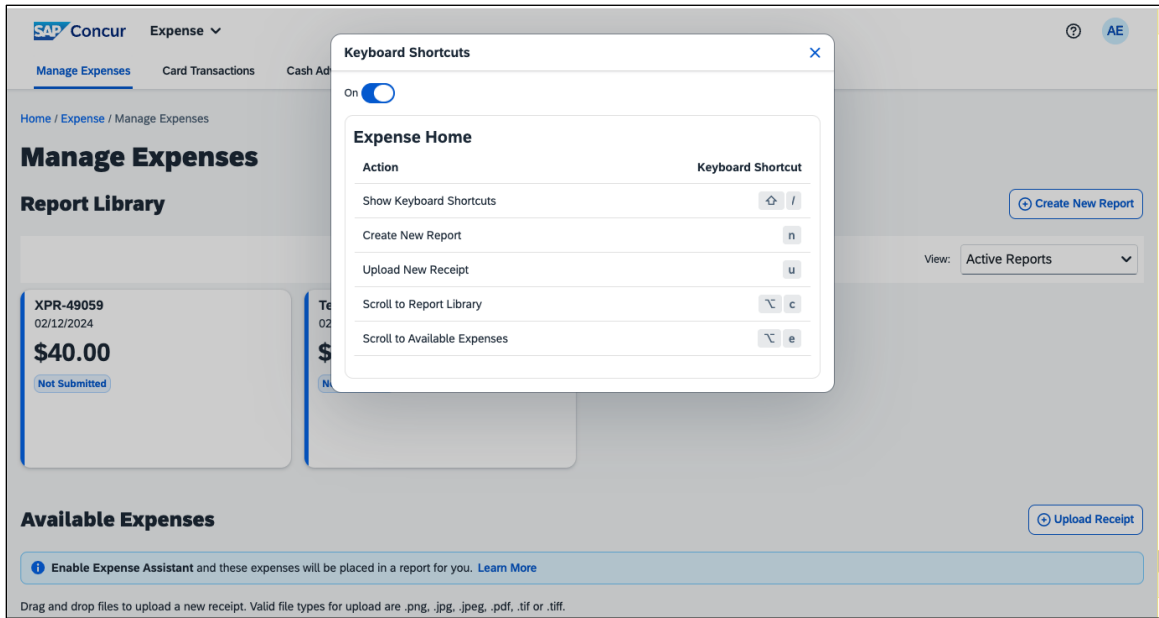 SAP Concur Expense
AE
Manage Expenses Card Transactions Cash Ad
Home / Expense / Manage Expenses
Manage Expenses
Report Library
Create New Report
View: Active Reports
XPR-49059
02/12/2024
$40.00
Not Submitted
Te
02
$
N
Keyboard Shortcuts
On
Expense Home
Action Keyboard Shortcut
Show Keyboard Shortcuts ⇧ /
Create New Report n
Upload New Receipt u
Scroll to Report Library ⌥ c
Scroll to Available Expenses ⌥ e
Available Expenses
Upload Receipt
Enable Expense Assistant and these expenses will be placed in a report for you. Learn More
Drag and drop files to upload a new receipt. Valid file types for upload are .png, .jpg, .jpeg, .pdf, .tif or .tiff.